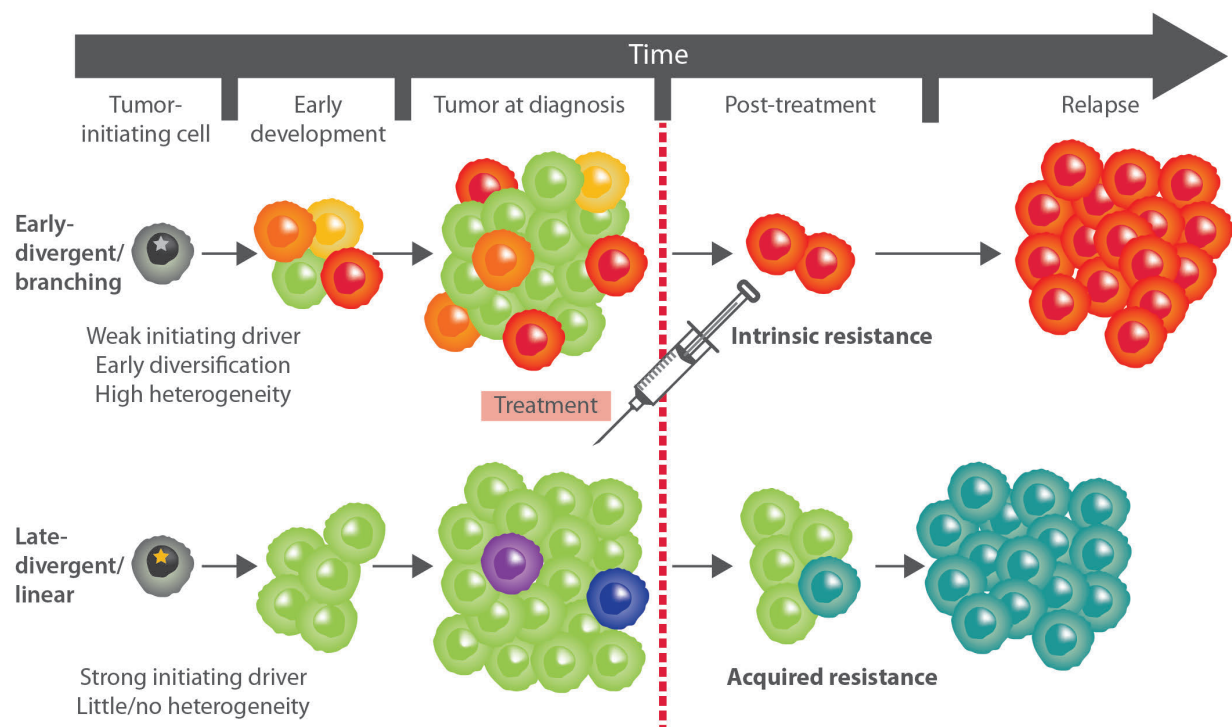 Time
Tumor-
initiating cell
Early
development
Tumor at diagnosis
Post-treatment
Relapse
Early-
divergent/
branching
Weak initiating driver
Early diversification
High heterogeneity
Intrinsic resistance
Treatment
Late-
divergent/
linear
Strong initiating driver
Little/no heterogeneity
Acquired resistance